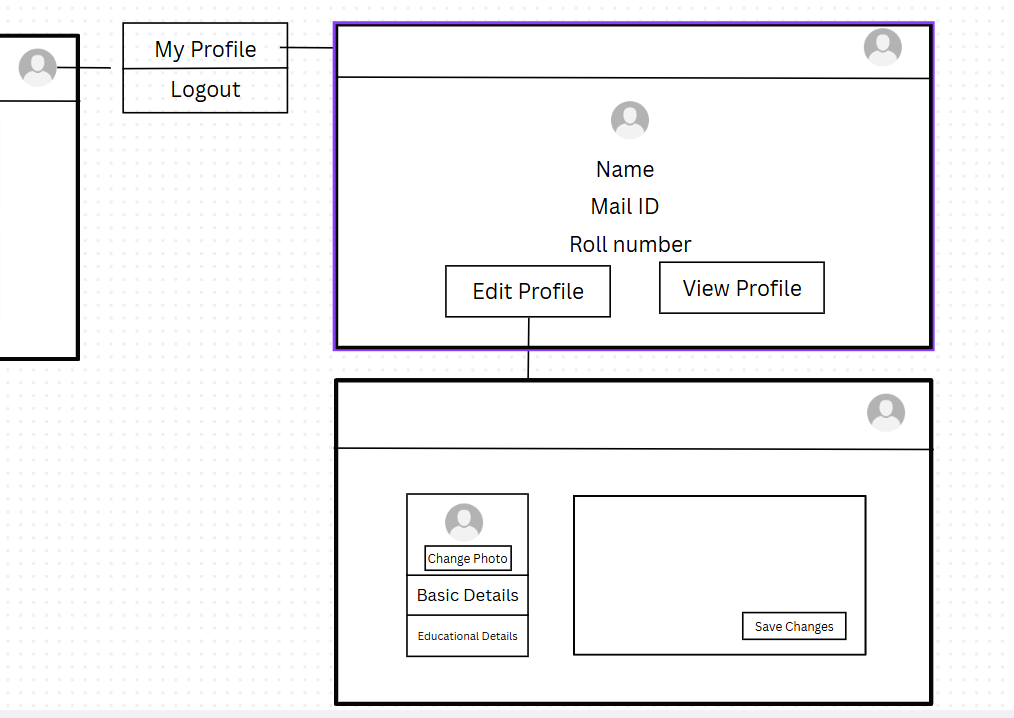 My Profile
Logout
Name
Mail ID
Roll number
Edit Profile
View Profile
Change Photo
Basic Details
Educational Details
Save Changes